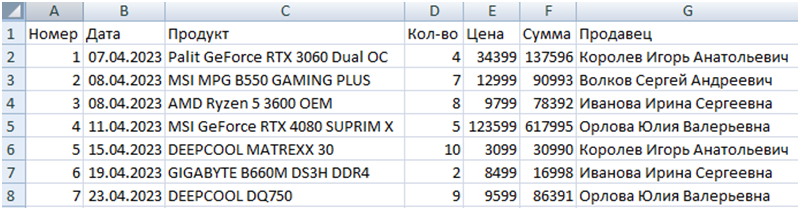 A B C D E F G
1 Номер Дата Продукт Кол-во Цена Сумма Продавец
2 1 07.04.2023 Palit GeForce RTX 3060 Dual OC 4 34399 137596 Королев Игорь Анатольевич
3 2 08.04.2023 MSI MPG B550 GAMING PLUS 7 12999 90993 Волков Сергей Андреевич
4 3 08.04.2023 AMD Ryzen 5 3600 OEM 8 9799 78392 Иванова Ирина Сергеевна
5 4 11.04.2023 MSI GeForce RTX 4080 SUPRIM X 5 123599 617995 Орлова Юлия Валерьевна
6 5 15.04.2023 DEEPCOOL MATREXX 30 10 3099 30990 Королев Игорь Анатольевич
7 6 19.04.2023 GIGABYTE B660M DS3H DDR4 2 8499 16998 Иванова Ирина Сергеевна
8 7 23.04.2023 DEEPCOOL DQ750 9 9599 86391 Орлова Юлия Валерьевна